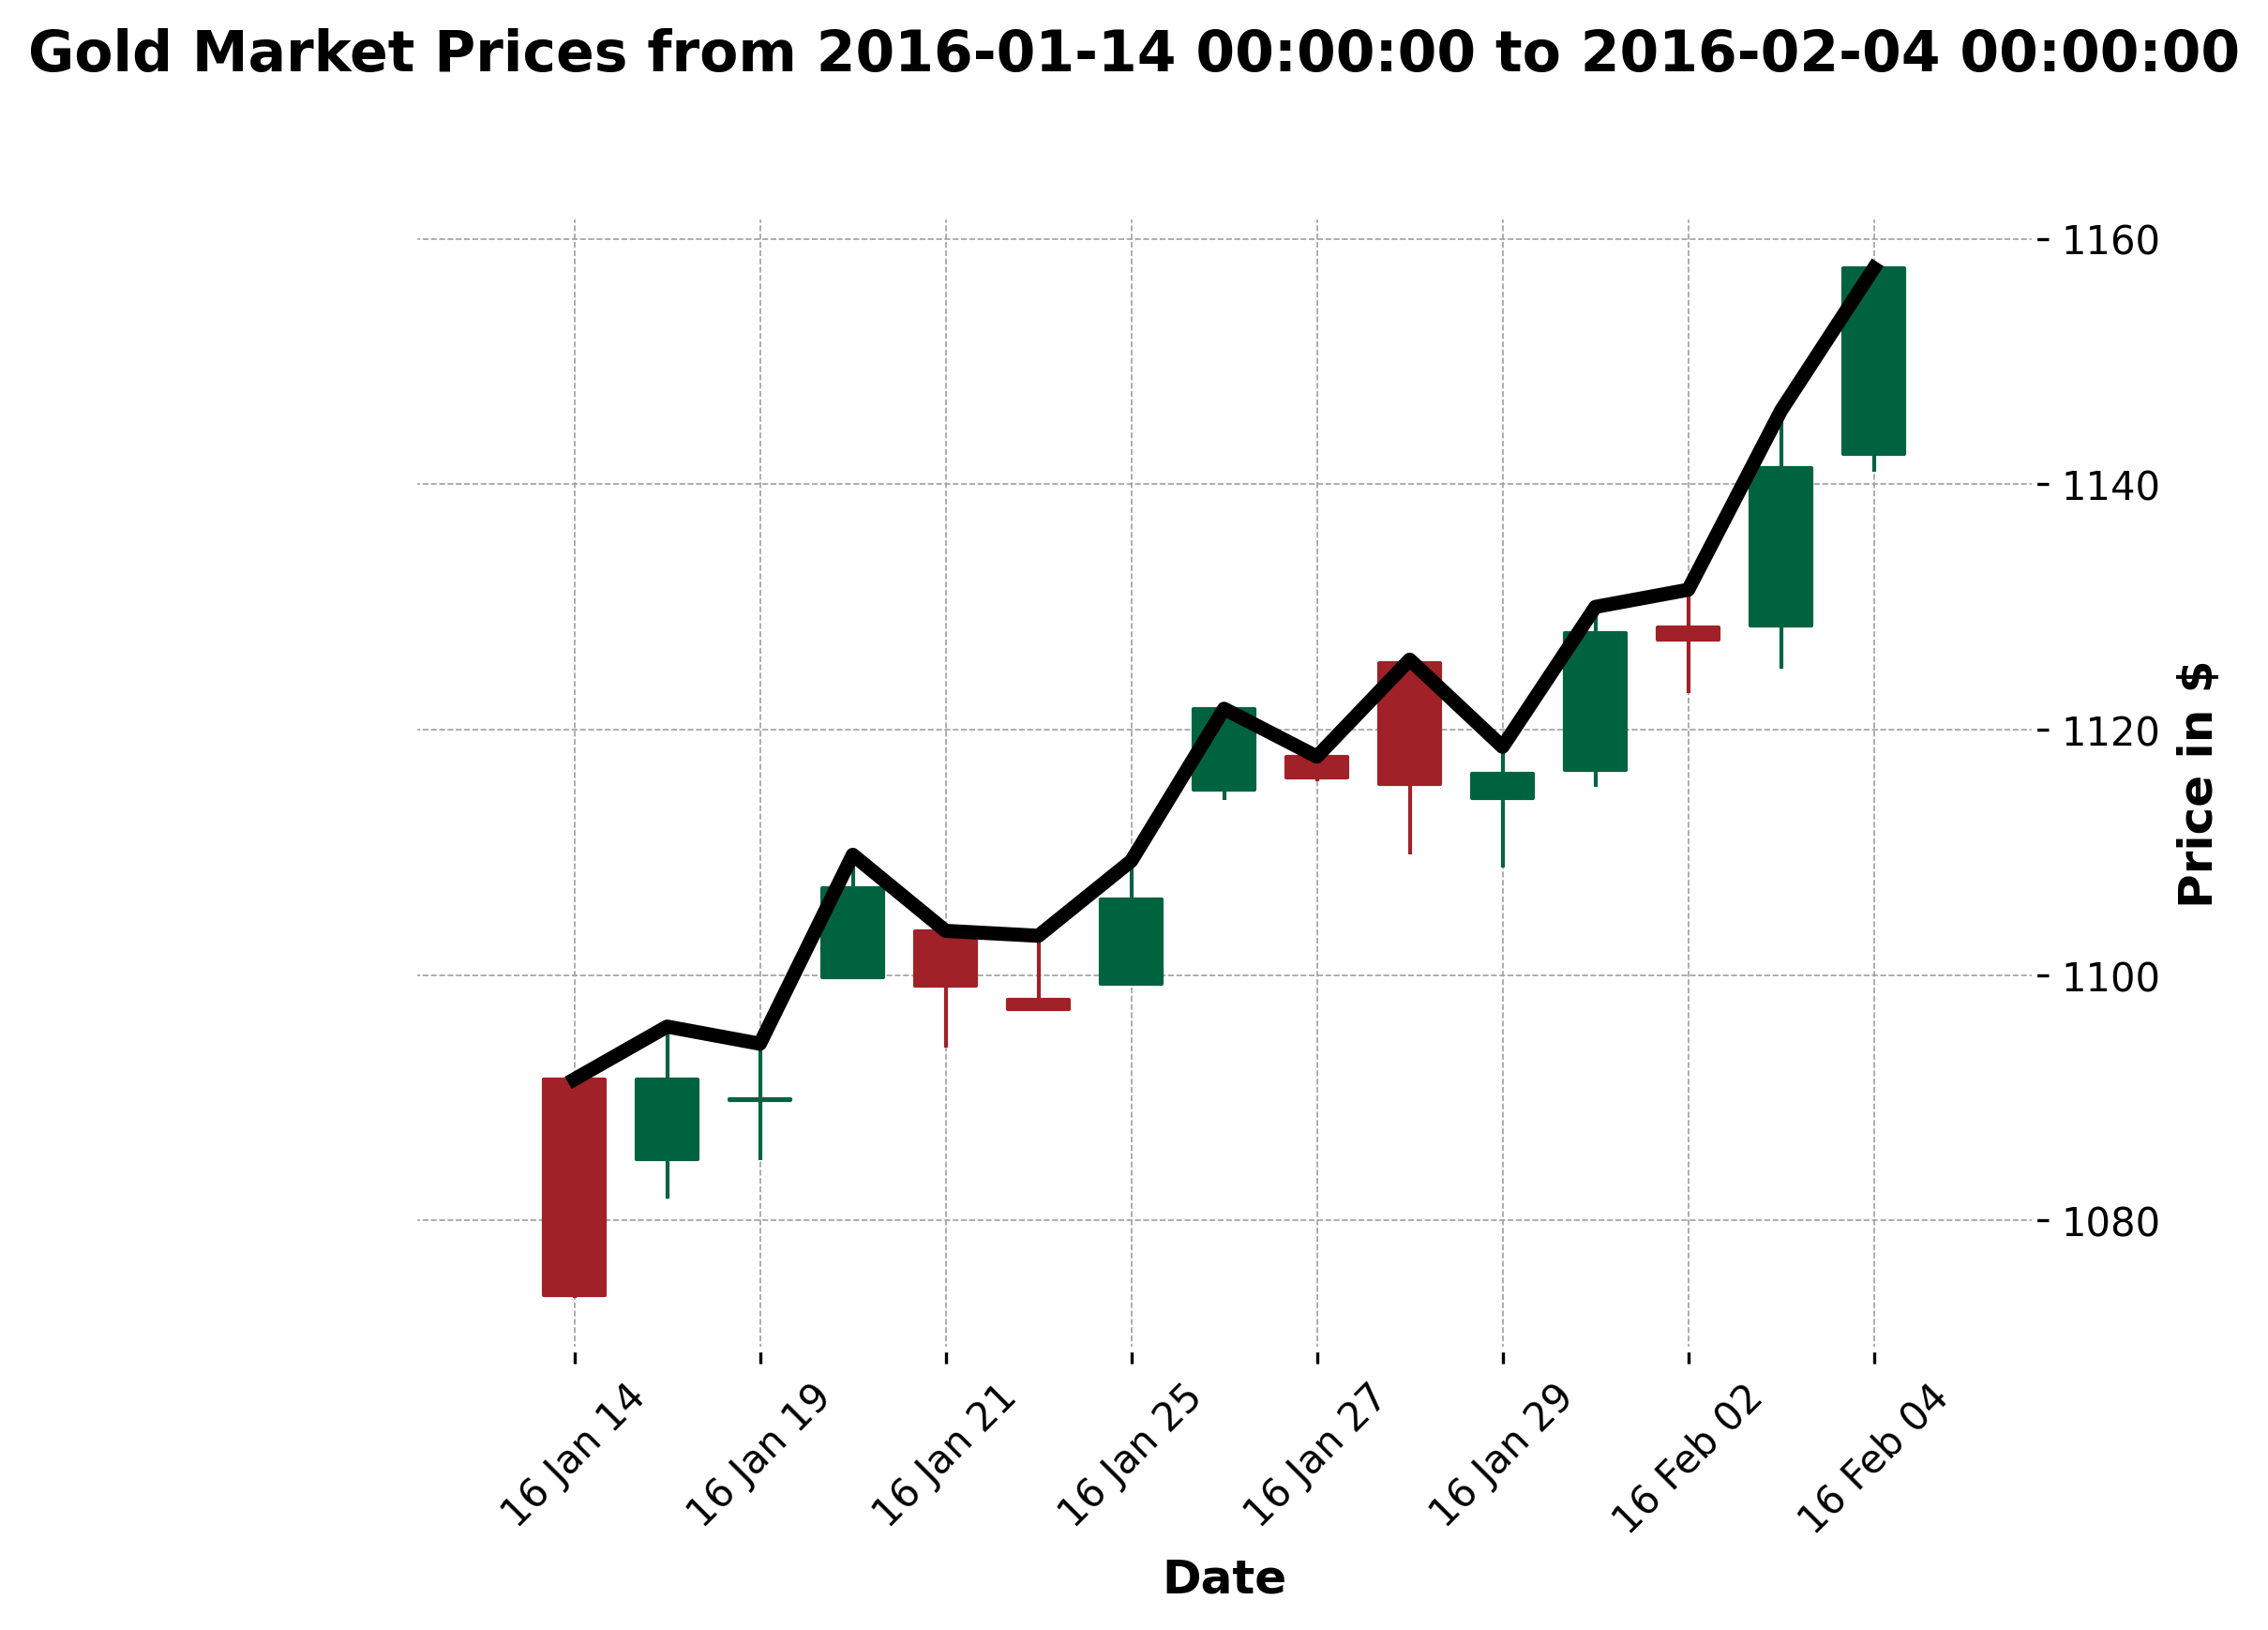 Gold Market Prices from 2016-01-14 00:00:00 to 2016-02-04 00:00:00
1160
1140
1120
1100
1080
Price in $
16 Jan 14
16 Jan 19
16 Jan 21
16 Jan 25
16 Jan 27
16 Jan 29
16 Feb 02
16 Feb 04
Date